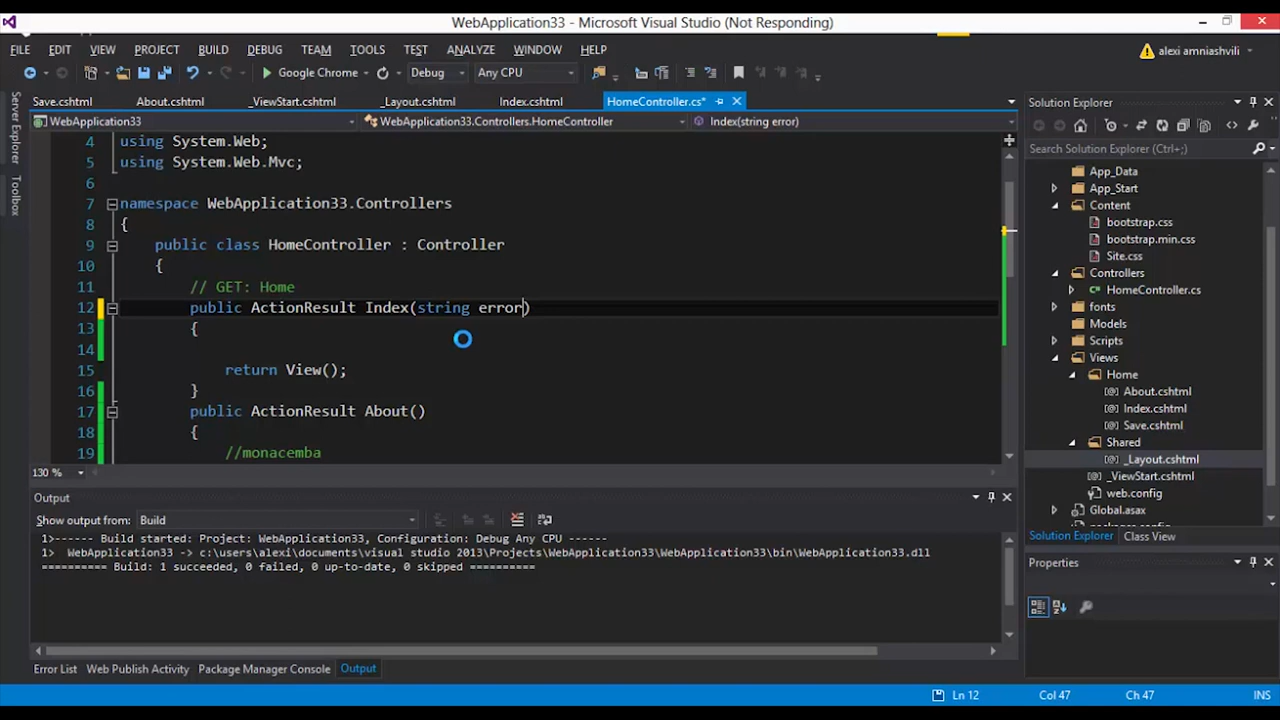 WebApplication33 - Microsoft Visual Studio (Not Responding)
FILE EDIT VIEW PROJECT BUILD DEBUG TEAM TOOLS TEST ANALYZE WINDOW HELP
alexi amniashvili
Google Chrome Debug Any CPU
Save.cshtml About.cshtml _ViewStart.cshtml _Layout.cshtml Index.cshtml HomeController.cs*
WebApplication33 WebApplication33.Controllers.HomeController Index(string error)
Server Explorer
Toolbox
4 using System.Web;
5 using System.Web.Mvc;
6
7 namespace WebApplication33.Controllers
8 {
9 public class HomeController : Controller
10 {
11 // GET: Home
12 public ActionResult Index(string error)
13 {
14
15 return View();
16 }
17 public ActionResult About()
18 {
19 //monacemba
130 %
Output
Show output from: Build
1>------ Build started: Project: WebApplication33, Configuration: Debug Any CPU ------
1> WebApplication33 -> c:\users\alexi\documents\visual studio 2013\Projects\WebApplication33\WebApplication33\bin\WebApplication33.dll
========== Build: 1 succeeded, 0 failed, 0 up-to-date, 0 skipped ==========
Error List Web Publish Activity Package Manager Console Output
Solution Explorer
Search Solution Explorer (Ctrl+;)
App_Data
App_Start
Content
bootstrap.css
bootstrap.min.css
Site.css
Controllers
C# HomeController.cs
fonts
Models
Scripts
Views
Home
About.cshtml
Index.cshtml
Save.cshtml
Shared
_Layout.cshtml
_ViewStart.cshtml
web.config
Global.asax
packages.config
Solution Explorer Class View
Properties
Ln 12 Col 47 Ch 47 INS